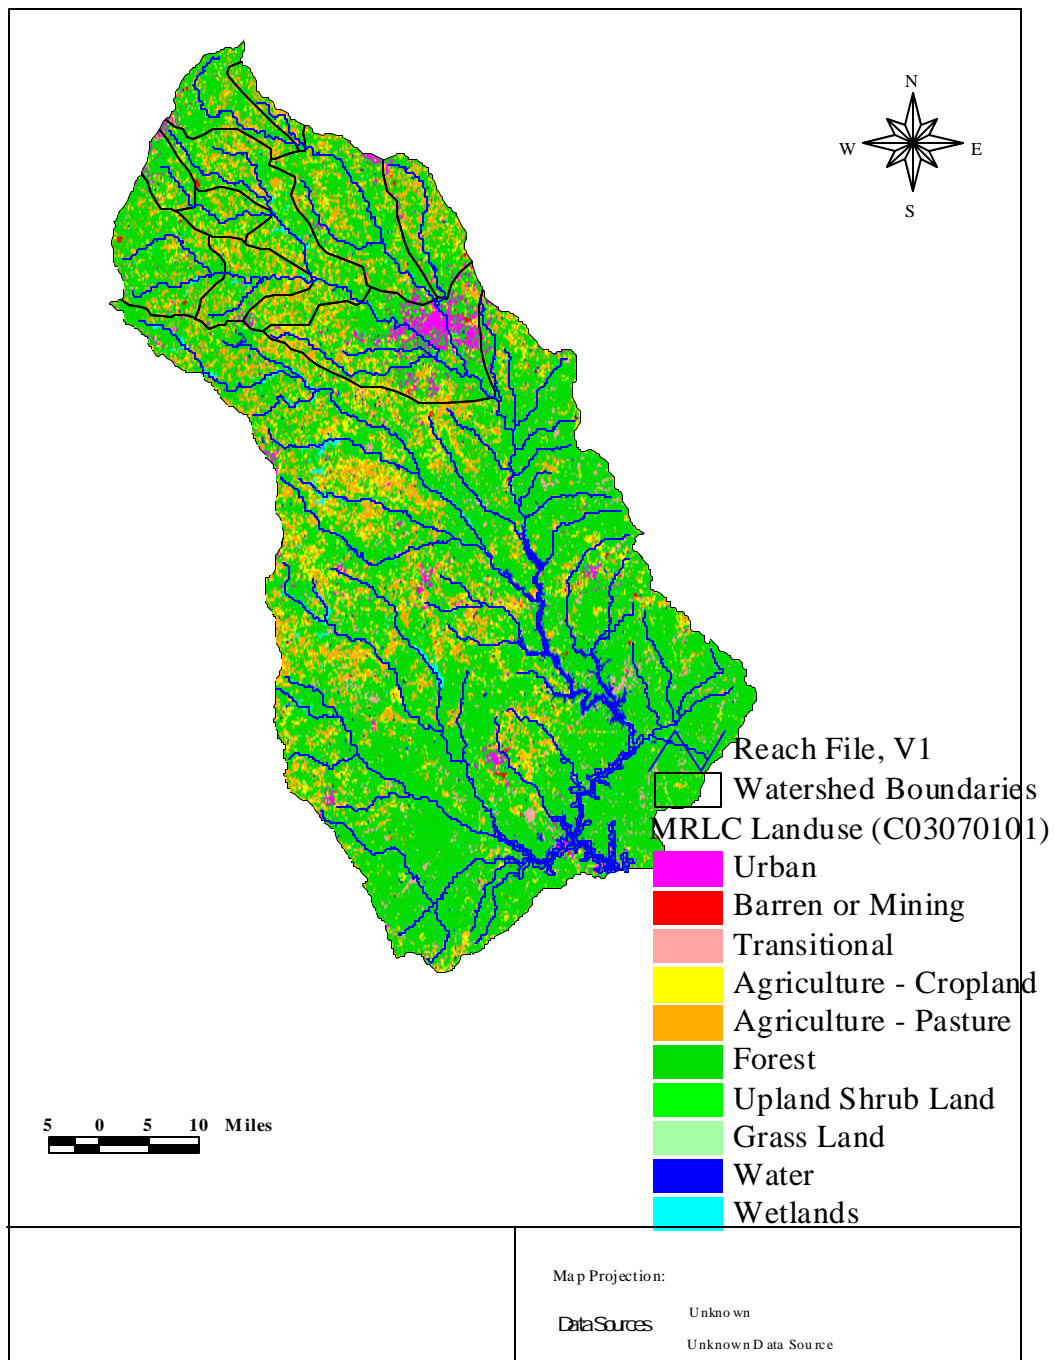 N
W E
S
Reach File, V1
Watershed Boundaries
MRLC Landuse (C03070101)
Urban
Barren or Mining
Transitional
Agriculture - Cropland
Agriculture - Pasture
Forest
Upland Shrub Land
Grass Land
Water
Wetlands
5 0 5 10 Miles
Map Projection:
Unknown
Data Sources
Unknown Data Source